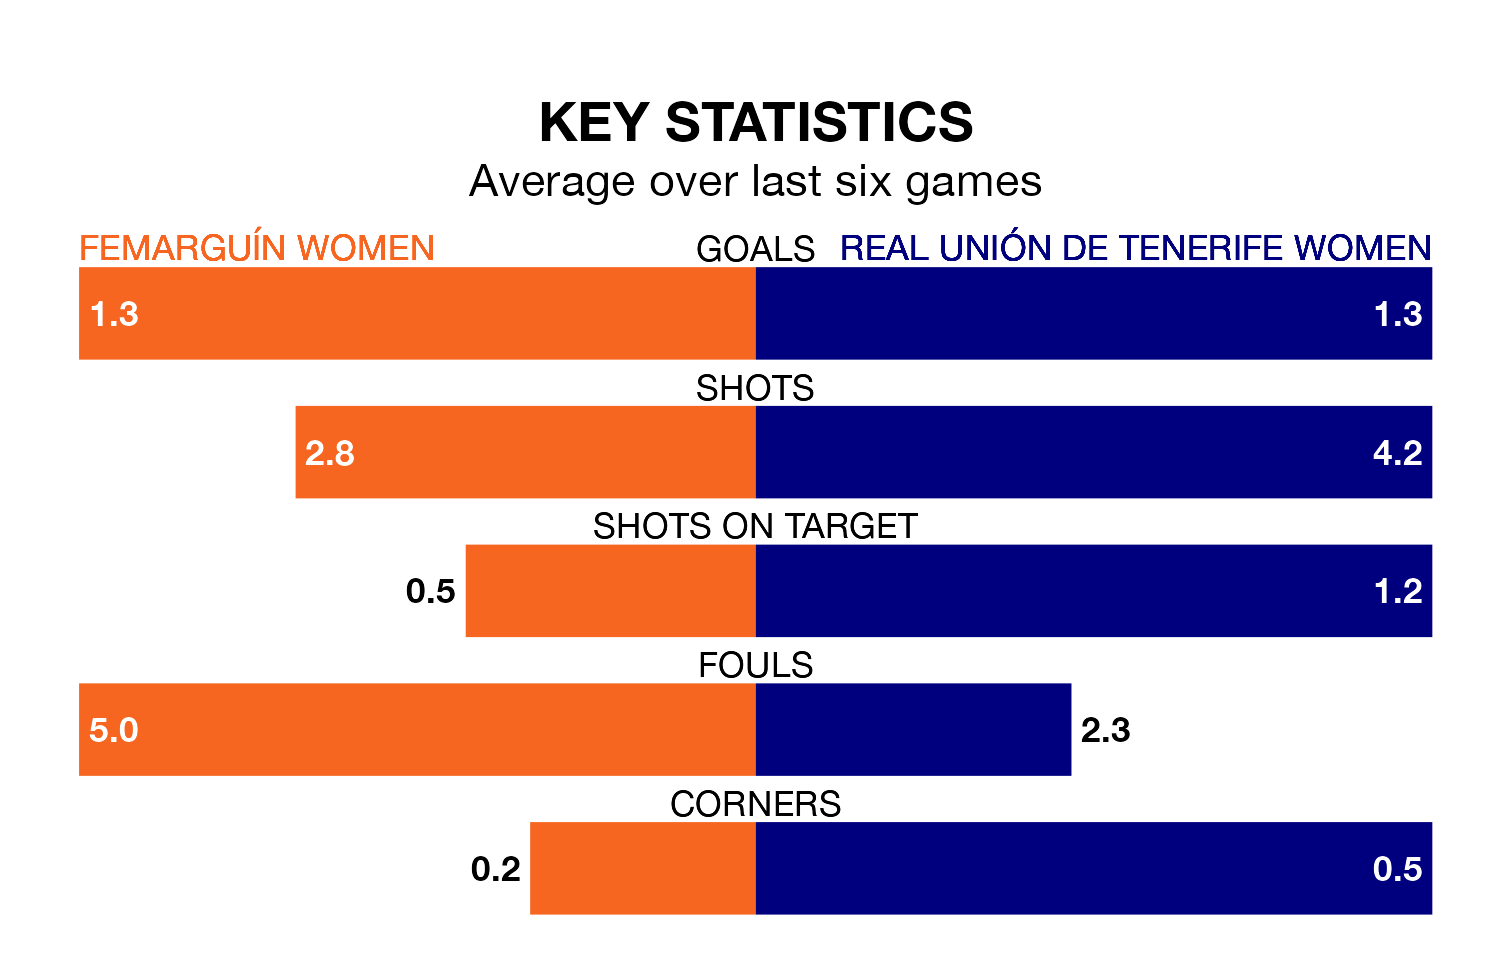 KEY STATISTICS
Average over last six games
FEMARGUÍN WOMEN GOALS REAL UNIÓN DE TENERIFE WOMEN
1.3 1.3
SHOTS
2.8 4.2
SHOTS ON TARGET
0.5 1.2
FOULS
5.0 2.3
CORNERS
0.2 0.5